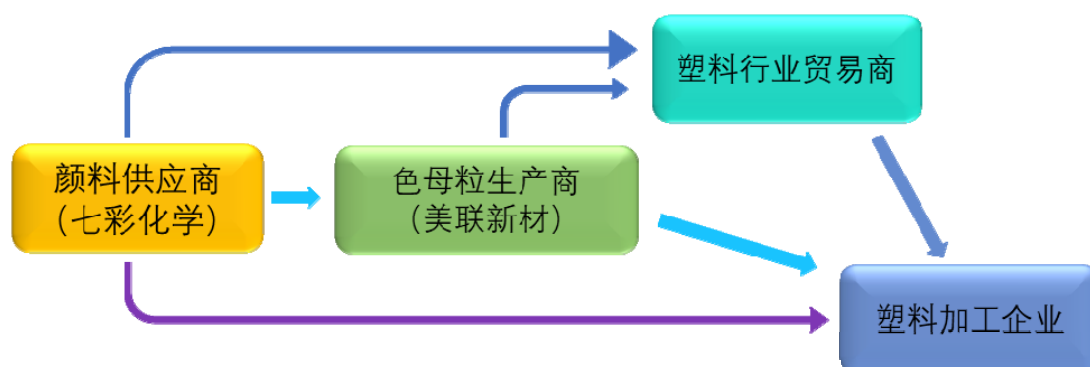 塑料行业贸易商
颜料供应商
（七彩化学）
色母粒生产商
（美联新材）
塑料加工企业